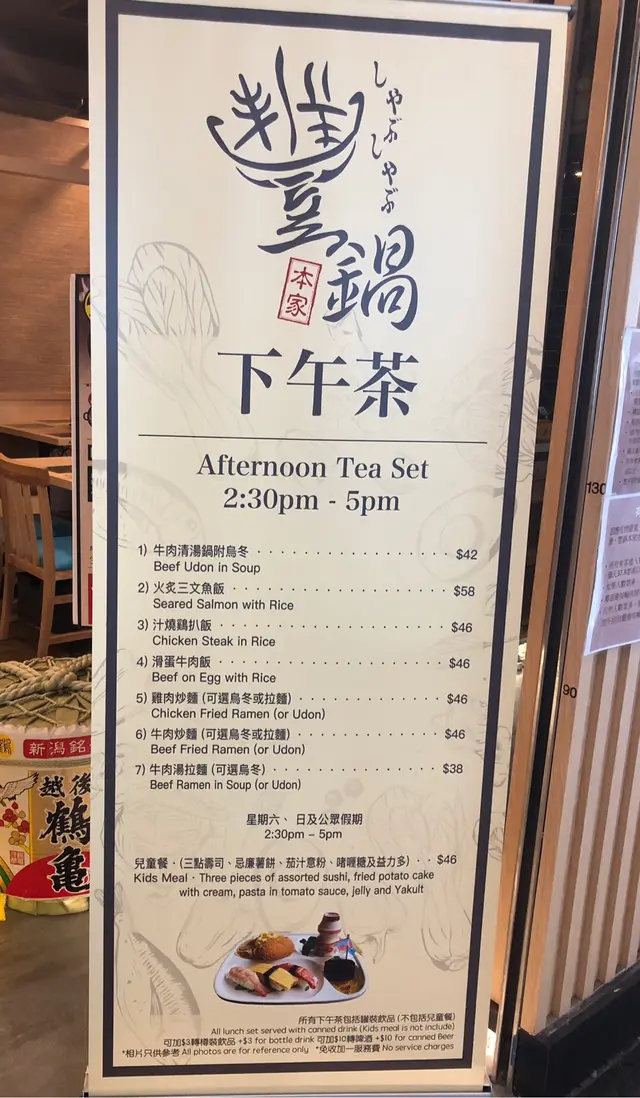 豐鍋
しゃぶしゃぶ
本家
下午茶
Afternoon Tea Set
2:30pm - 5pm
1) 牛肉清湯鍋附烏冬 $42
Beef Udon in Soup
2) 火炙三文魚飯 $58
Seared Salmon with Rice
3) 汁燒鷄扒飯 $46
Chicken Steak in Rice
4) 滑蛋牛肉飯 $46
Beef on Egg with Rice
5) 雞肉炒麵 (可選烏冬或拉麵) $46
Chicken Fried Ramen (or Udon)
6) 牛肉炒麵 (可選烏冬或拉麵) $46
Beef Fried Ramen (or Udon)
7) 牛肉湯拉麵 (可選烏冬) $38
Beef Ramen in Soup (or Udon)
星期六、日及公眾假期
2:30pm – 5pm
兒童餐‧(三點壽司、忌廉薯餅、茄汁意粉、啫喱糖及益力多) $46
Kids Meal · Three pieces of assorted sushi, fried potato cake
with cream, pasta in tomato sauce, jelly and Yakult
所有下午茶包括罐裝飲品 (不包括兒童餐)
All lunch set served with canned drink (Kids meal is not include)
可加$3轉樽裝飲品 +$3 for bottle drink 可加$10轉啤酒 +$10 for canned Beer
*相片只供參考 All photos are for reference only *免收加一服務費 No service charges
新潟銘
越後
鶴
亀
130
90